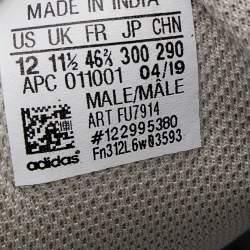 MADE IN INDIA
US UK FR JP CHN
12 11½ 46⅔ 300 290
APC 011001 04/19
MALE/MÂLE
ART FU7914
#122995380
Fn312L6w03593
adidas